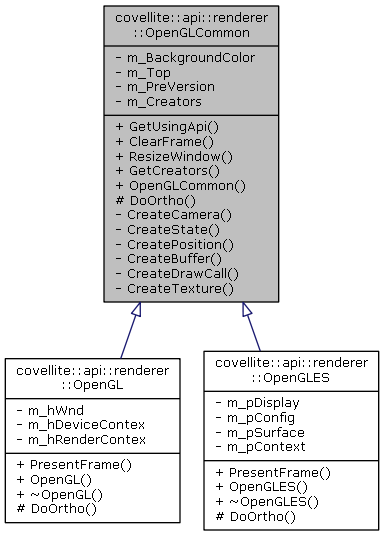 covellite::api::renderer
::OpenGLCommon
- m_BackgroundColor
- m_Top
- m_PreVersion
- m_Creators
+ GetUsingApi()
+ ClearFrame()
+ ResizeWindow()
+ GetCreators()
+ OpenGLCommon()
# DoOrtho()
- CreateCamera()
- CreateState()
- CreatePosition()
- CreateBuffer()
- CreateDrawCall()
- CreateTexture()
covellite::api::renderer
::OpenGL
- m_hWnd
- m_hDeviceContex
- m_hRenderContex
+ PresentFrame()
+ OpenGL()
+ ~OpenGL()
# DoOrtho()
covellite::api::renderer
::OpenGLES
- m_pDisplay
- m_pConfig
- m_pSurface
- m_pContext
+ PresentFrame()
+ OpenGLES()
+ ~OpenGLES()
# DoOrtho()